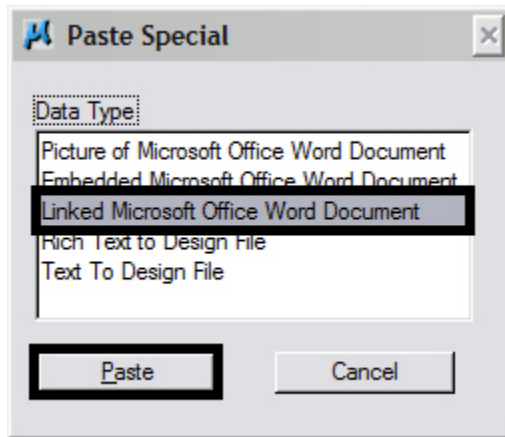 Paste Special
Data Type
Picture of Microsoft Office Word Document
Embedded Microsoft Office Word Document
Linked Microsoft Office Word Document
Rich Text to Design File
Text To Design File
Paste
Cancel